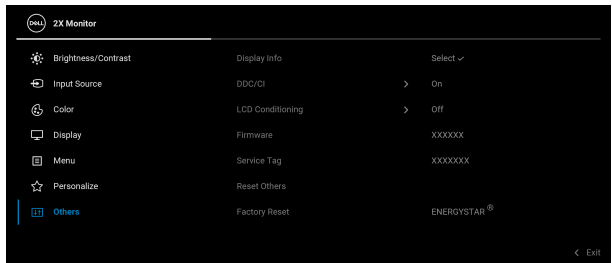 DELL 2X Monitor
Brightness/Contrast Display Info Select
Input Source DDC/CI On
Color LCD Conditioning Off
Display Firmware XXXXXX
Menu Service Tag XXXXXXX
Personalize Reset Others
Others Factory Reset ENERGYSTAR ®
Exit